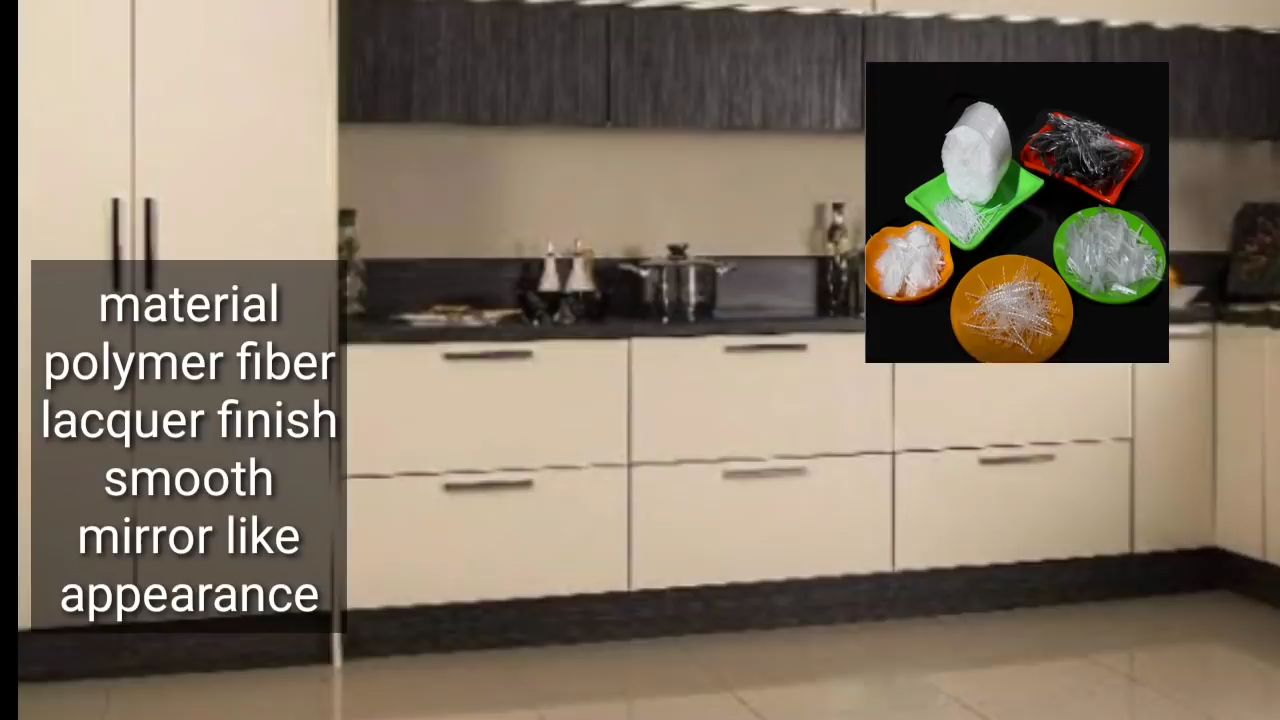 material
polymer fiber
lacquer finish
smooth
mirror like
appearance